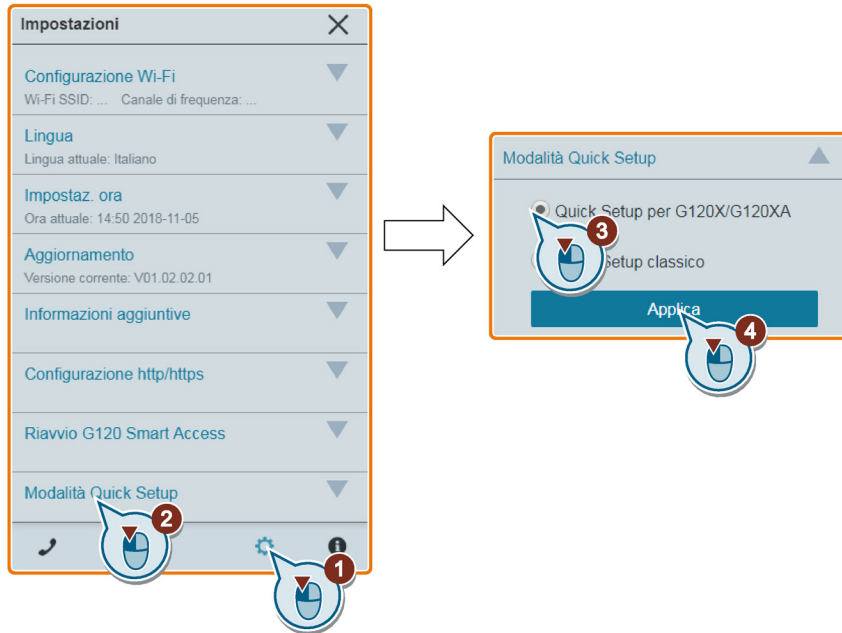 Impostazioni
Configurazione Wi-Fi
Wi-Fi SSID: ... Canale di frequenza: ...
Lingua
Lingua attuale: Italiano
Impostaz. ora
Ora attuale: 14:50 2018-11-05
Aggiornamento
Versione corrente: V01.02.02.01
Informazioni aggiuntive
Configurazione http/https
Riavvio G120 Smart Access
Modalità Quick Setup
2
1
Modalità Quick Setup
Quick Setup per G120X/G120XA
3
Setup classico
Applica
4